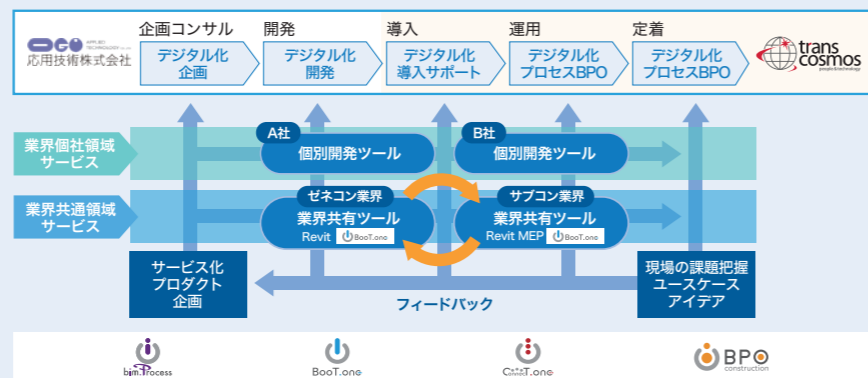 企画コンサル
開発
導入
運用
定着
OGI
APPLIED
TECHNOLOGY co.,Ltd.
応用技術株式会社
デジタル化
企画
デジタル化
開発
デジタル化
導入サポート
デジタル化
プロセスBPO
デジタル化
プロセスBPO
trans
cosmos
people & technology
業界個社領域
サービス
A社
個別開発ツール
B社
個別開発ツール
業界共通領域
サービス
ゼネコン業界
業界共有ツール
Revit BooT.one
サブコン業界
業界共有ツール
Revit MEP BooT.one
サービス化
プロダクト
企画
フィードバック
現場の課題把握
ユースケース
アイデア
bim.Process
BooT.one
ConnecT.one
BPO
construction